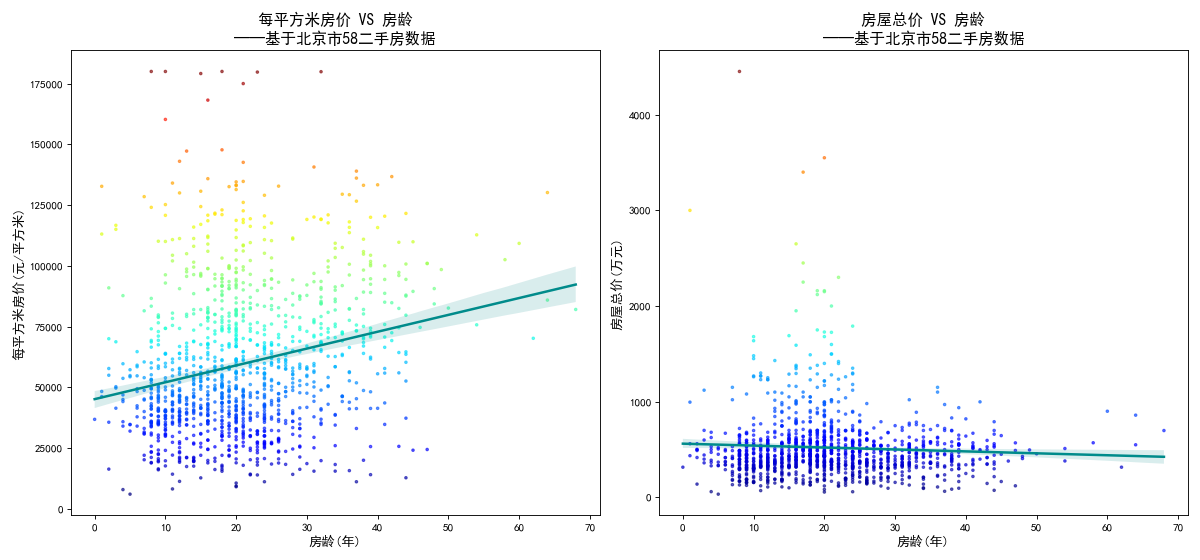 每平方米房价 VS 房龄
——基于北京市58二手房数据
每平方米房价(元/平方米)
175000
150000
125000
100000
75000
50000
25000
0
0 10 20 30 40 50 60 70
房龄(年)
房屋总价 VS 房龄
——基于北京市58二手房数据
房屋总价(万元)
4000
3000
2000
1000
0
0 10 20 30 40 50 60 70
房龄(年)